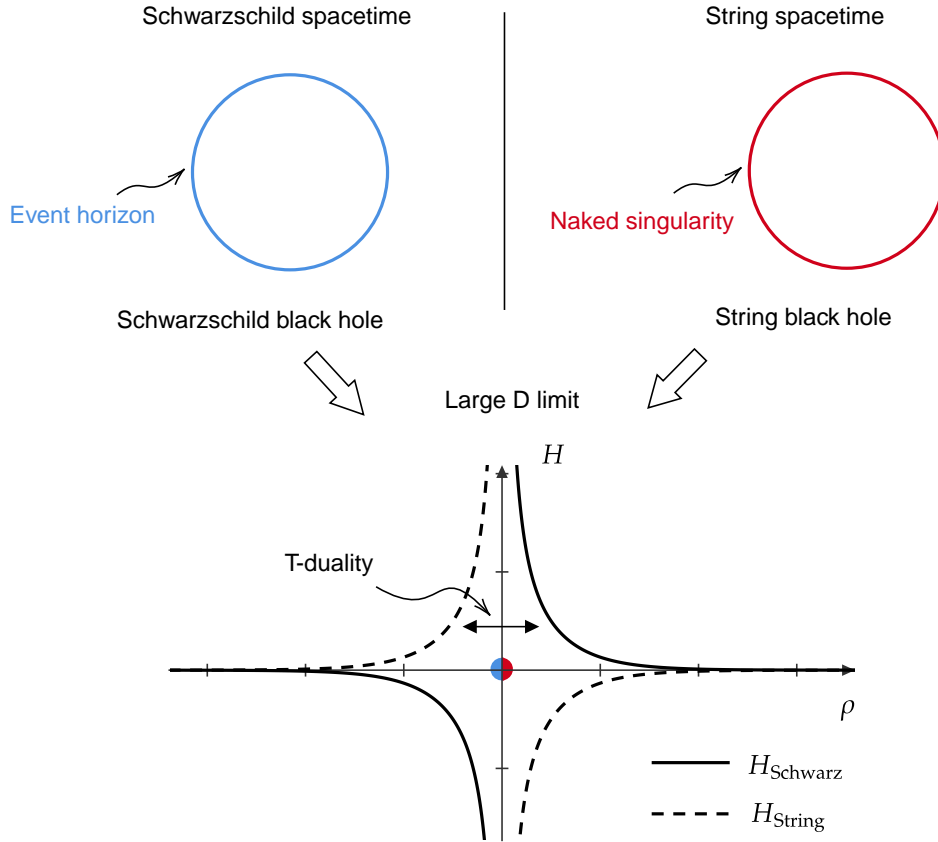 Schwarzschild spacetime
String spacetime
Event horizon
Naked singularity
Schwarzschild black hole
String black hole
Large D limit
H
T-duality
ρ
H_Schwarz
H_String